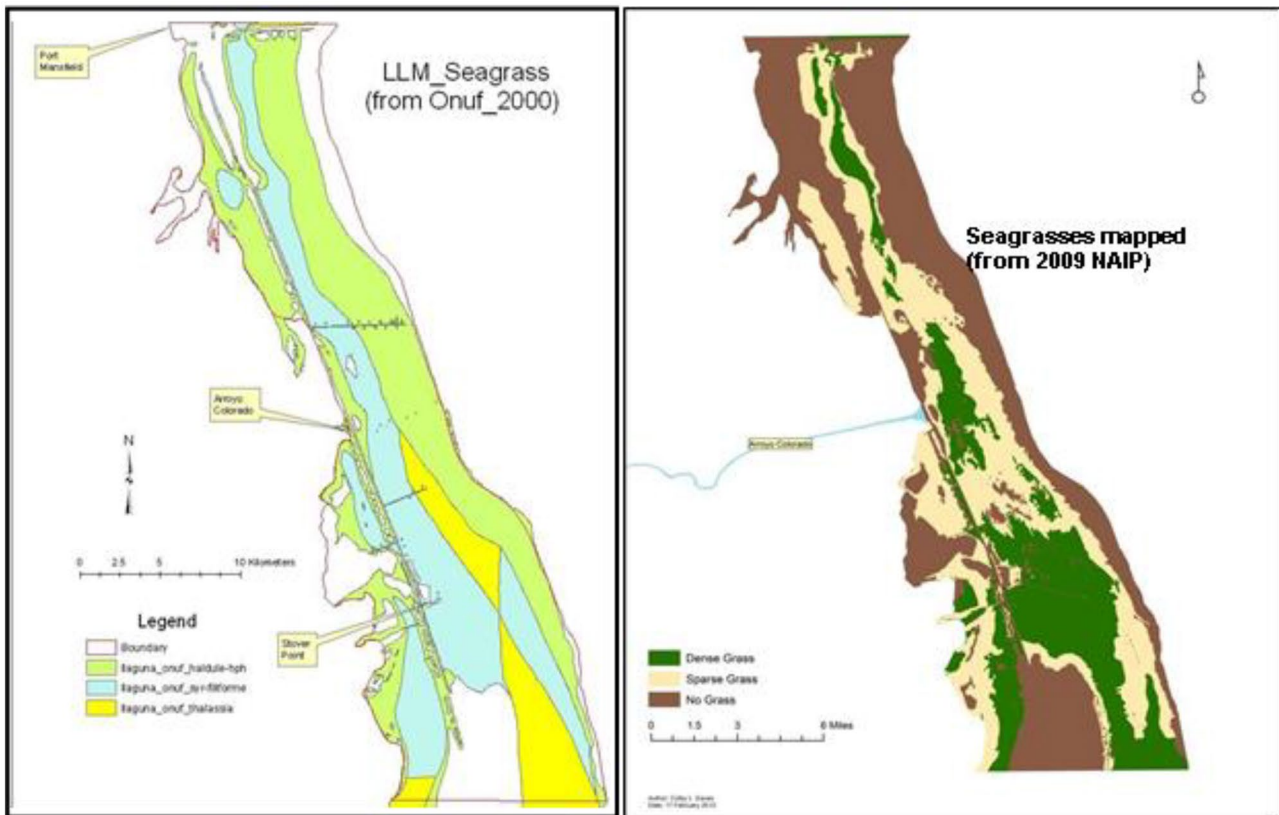 Port
Mansfield
LLM_Seagrass
(from Onuf_2000)
Arroyo
Colorado
N
0 2.5 5 10 Kilometers
Legend
Boundary
llaguna_onuf_haldule-hph
llaguna_onuf_syr-filiforme
llaguna_onuf_thalassia
Stover
Point
Seagrasses mapped
(from 2009 NAIP)
Arroyo Colorado
Dense Grass
Sparse Grass
No Grass
0 1.5 3 6 Miles